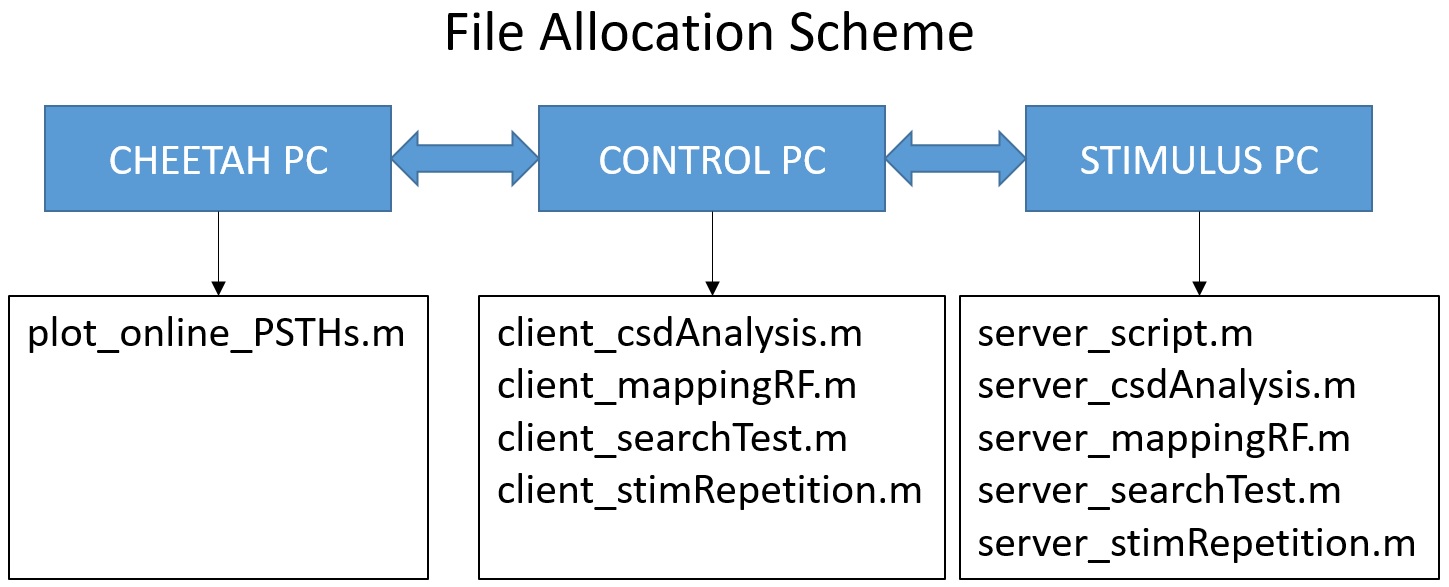 File Allocation Scheme
CHEETAH PC
CONTROL PC
STIMULUS PC
plot_online_PSTHs.m
client_csdAnalysis.m
client_mappingRF.m
client_searchTest.m
client_stimRepetition.m
server_script.m
server_csdAnalysis.m
server_mappingRF.m
server_searchTest.m
server_stimRepetition.m